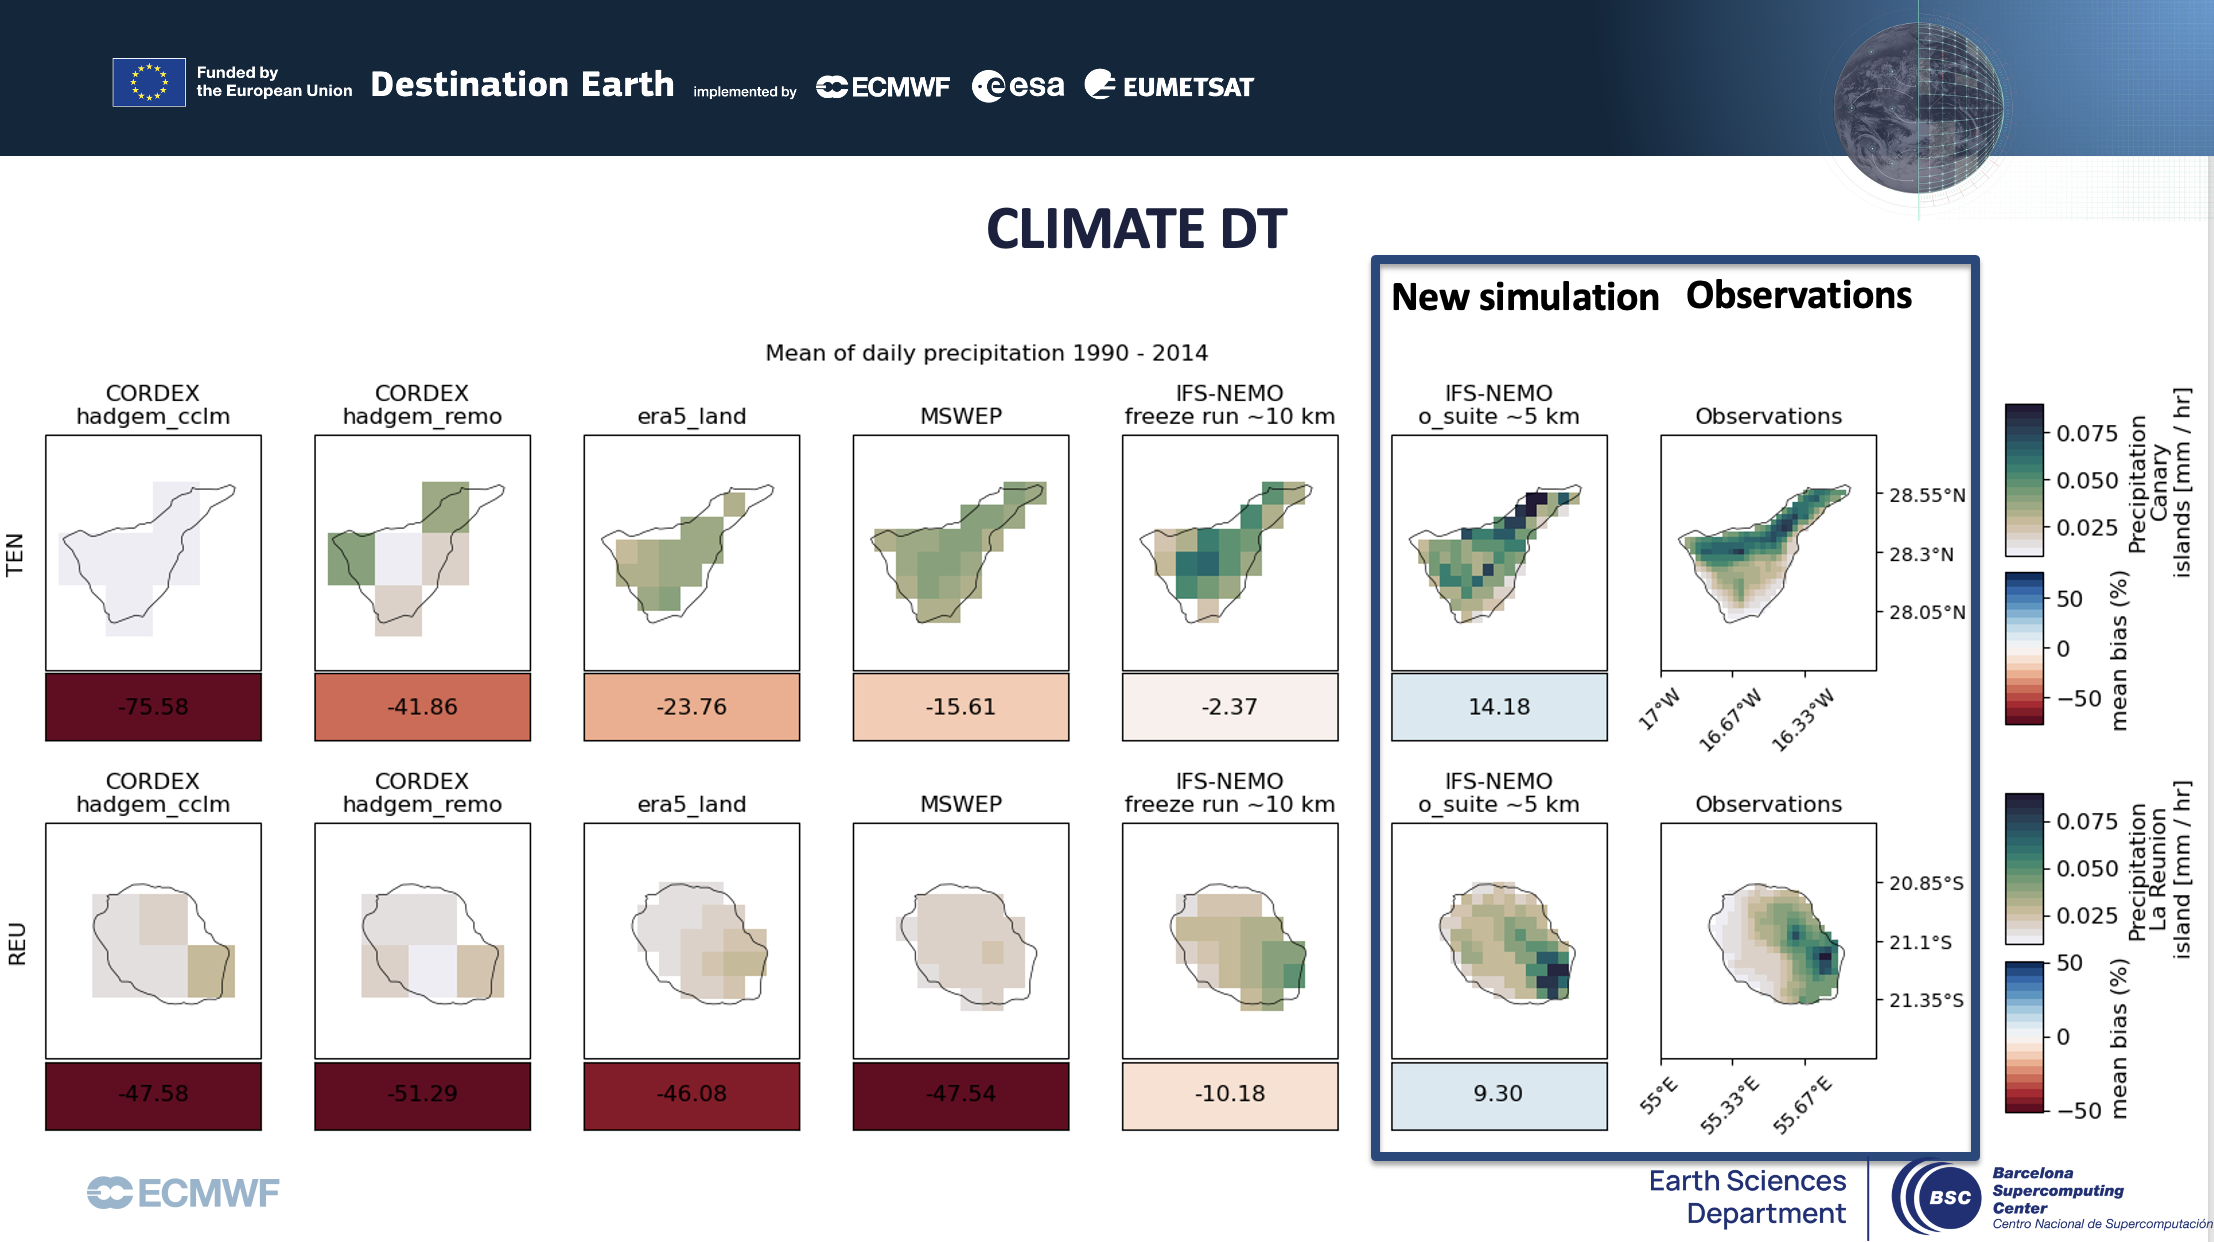 Funded by
the European Union
Destination Earth
implemented by
ECMWF
esa
EUMETSAT
CLIMATE DT
New simulation
Observations
Mean of daily precipitation 1990 - 2014
CORDEX
hadgem_cclm
CORDEX
hadgem_remo
era5_land
MSWEP
IFS-NEMO
freeze run ~10 km
IFS-NEMO
o_suite ~5 km
Observations
TEN
28.55°N
28.3°N
28.05°N
17°W
16.67°W
16.33°W
-75.58
-41.86
-23.76
-15.61
-2.37
14.18
0.075
0.050
0.025
Precipitation
Canary
islands [mm / hr]
50
0
−50
mean bias (%)
CORDEX
hadgem_cclm
CORDEX
hadgem_remo
era5_land
MSWEP
IFS-NEMO
freeze run ~10 km
IFS-NEMO
o_suite ~5 km
Observations
REU
20.85°S
21.1°S
21.35°S
55°E
55.33°E
55.67°E
-47.58
-51.29
-46.08
-47.54
-10.18
9.30
0.075
0.050
0.025
Precipitation
La Reunion
island [mm / hr]
50
0
−50
mean bias (%)
ECMWF
Earth Sciences
Department
BSC
Barcelona
Supercomputing
Center
Centro Nacional de Supercomputación